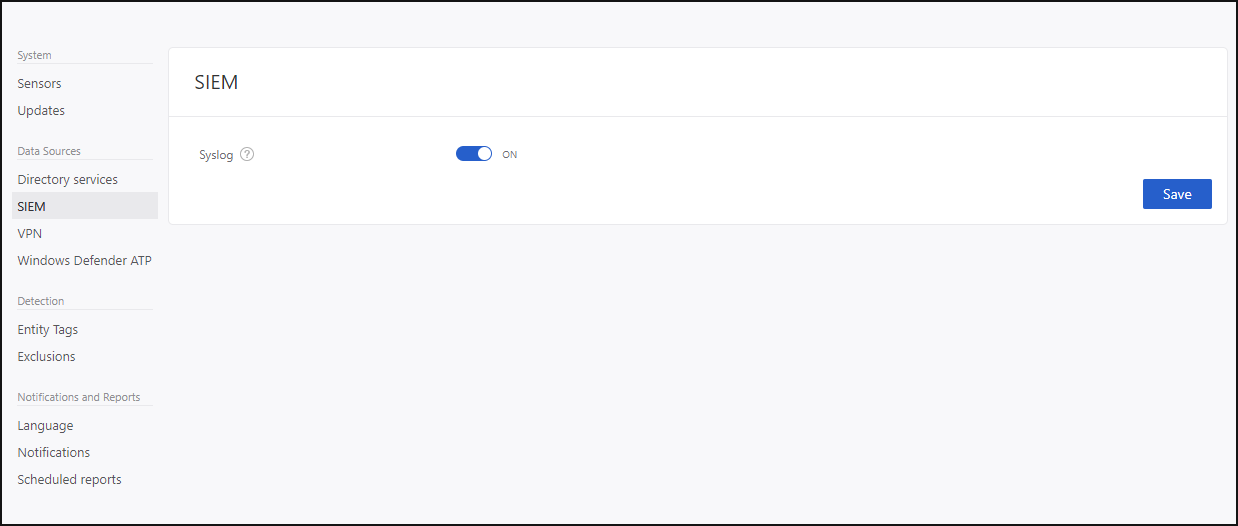 System
Sensors
Updates
Data Sources
Directory services
SIEM
VPN
Windows Defender ATP
Detection
Entity Tags
Exclusions
Notifications and Reports
Language
Notifications
Scheduled reports
SIEM
Syslog ?
ON
Save